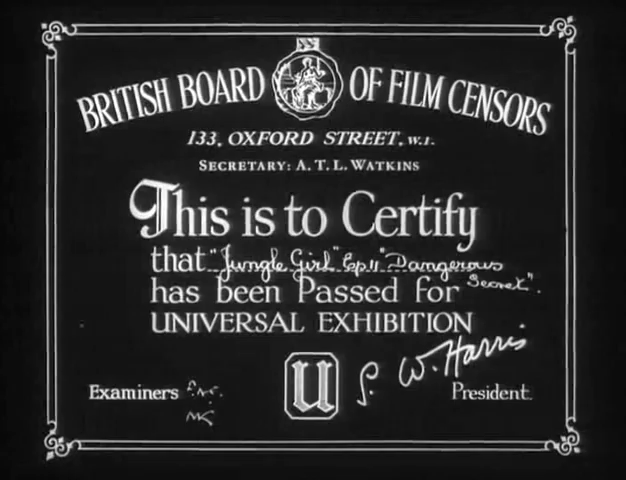 BRITISH BOARD OF FILM CENSORS
133, OXFORD STREET, W.1.
SECRETARY: A. T. L. WATKINS
This is to Certify
that "Jungle Girl" Ep 11 "Dangerous
Secret".
has been Passed for
UNIVERSAL EXHIBITION
U
S. W. Harris
Examiners
President.